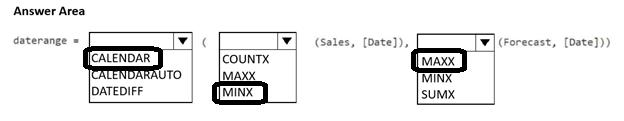 Answer Area
daterange = ( (Sales, [Date]), (Forecast, [Date]))
CALENDAR
CALENDARAUTO
DATEDIFF
COUNTX
MAXX
MINX
MAXX
MINX
SUMX